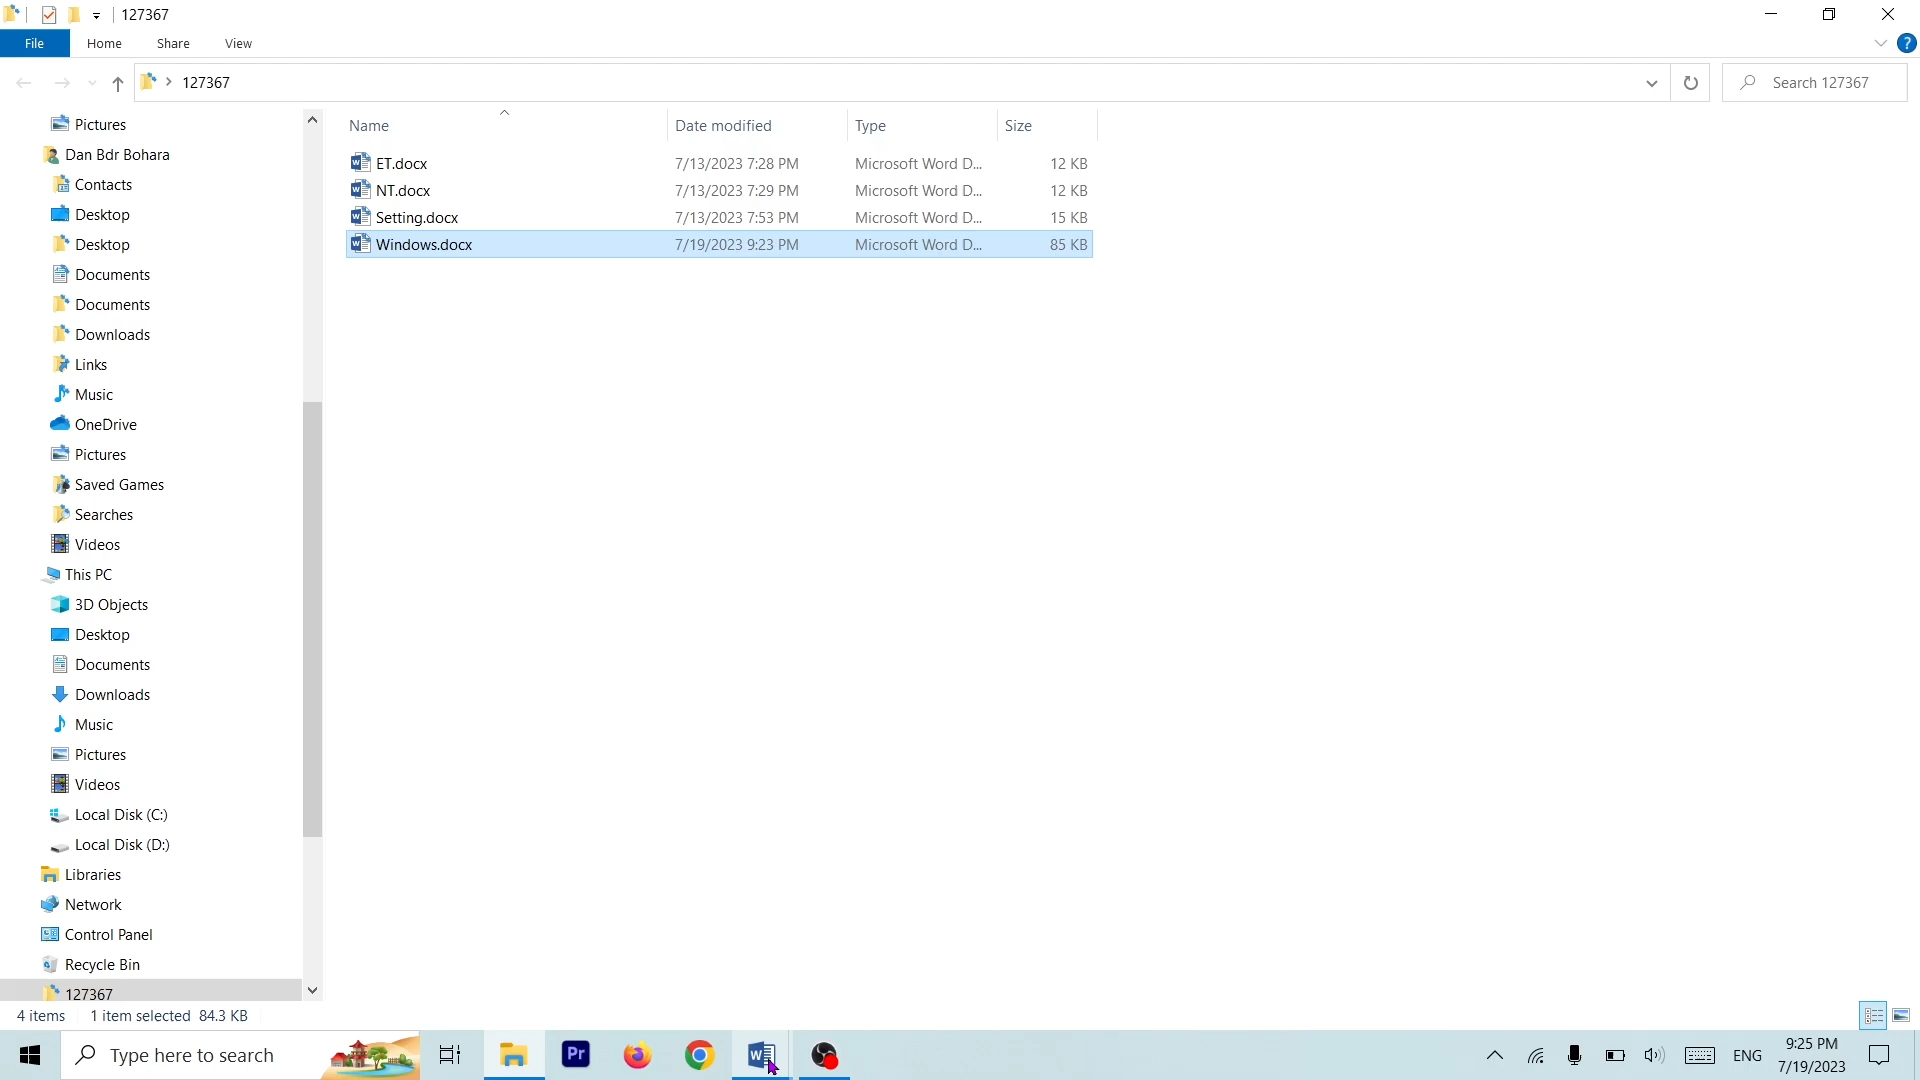 127367
File Home Share View
127367
Search 127367
Name Date modified Type Size
ET.docx 7/13/2023 7:28 PM Microsoft Word D... 12 KB
NT.docx 7/13/2023 7:29 PM Microsoft Word D... 12 KB
Setting.docx 7/13/2023 7:53 PM Microsoft Word D... 15 KB
Windows.docx 7/19/2023 9:23 PM Microsoft Word D... 85 KB
Pictures
Dan Bdr Bohara
Contacts
Desktop
Desktop
Documents
Documents
Downloads
Links
Music
OneDrive
Pictures
Saved Games
Searches
Videos
This PC
3D Objects
Desktop
Documents
Downloads
Music
Pictures
Videos
Local Disk (C:)
Local Disk (D:)
Libraries
Network
Control Panel
Recycle Bin
127367
4 items 1 item selected 84.3 KB
Type here to search
Pr
W
ENG
9:25 PM
7/19/2023